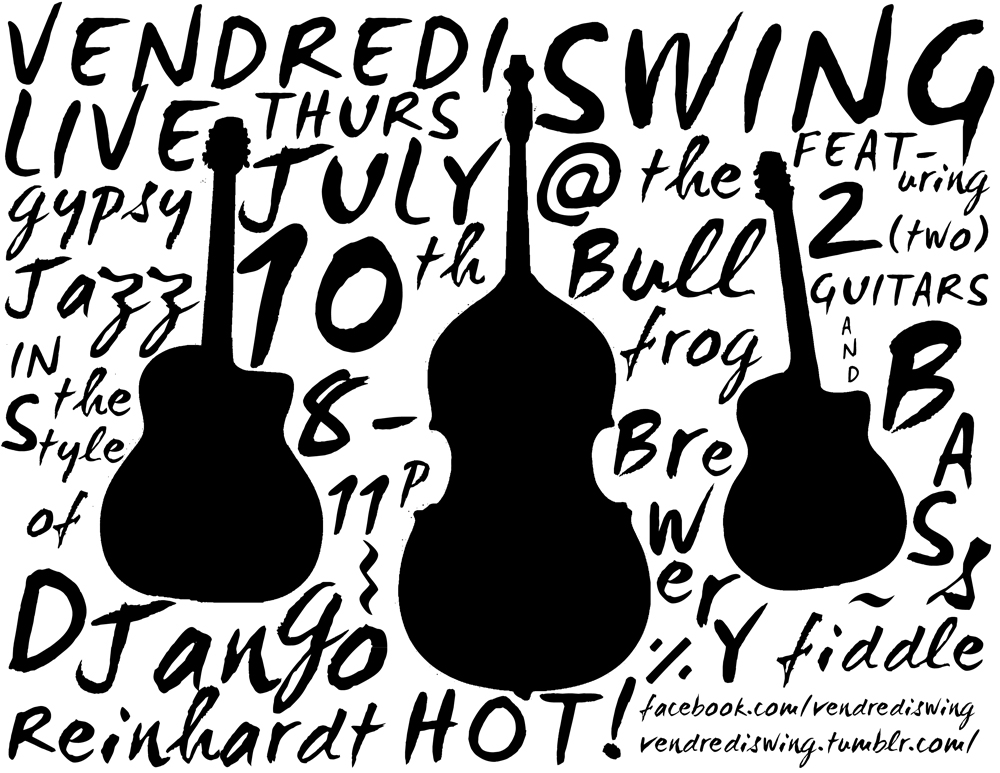 VENDREDI SWING
LIVE
gypsy
Jazz
IN
the
Style
of
DJango
Reinhardt
THURS
JULY
10th
8-
11P
HOT!
@ the
Bull
frog
Bre
w
er
Y
FEAT-
uring
2
(two)
GUITARS
AND
BASS
fiddle
facebook.com/vendrediswing
vendrediswing.tumblr.com/